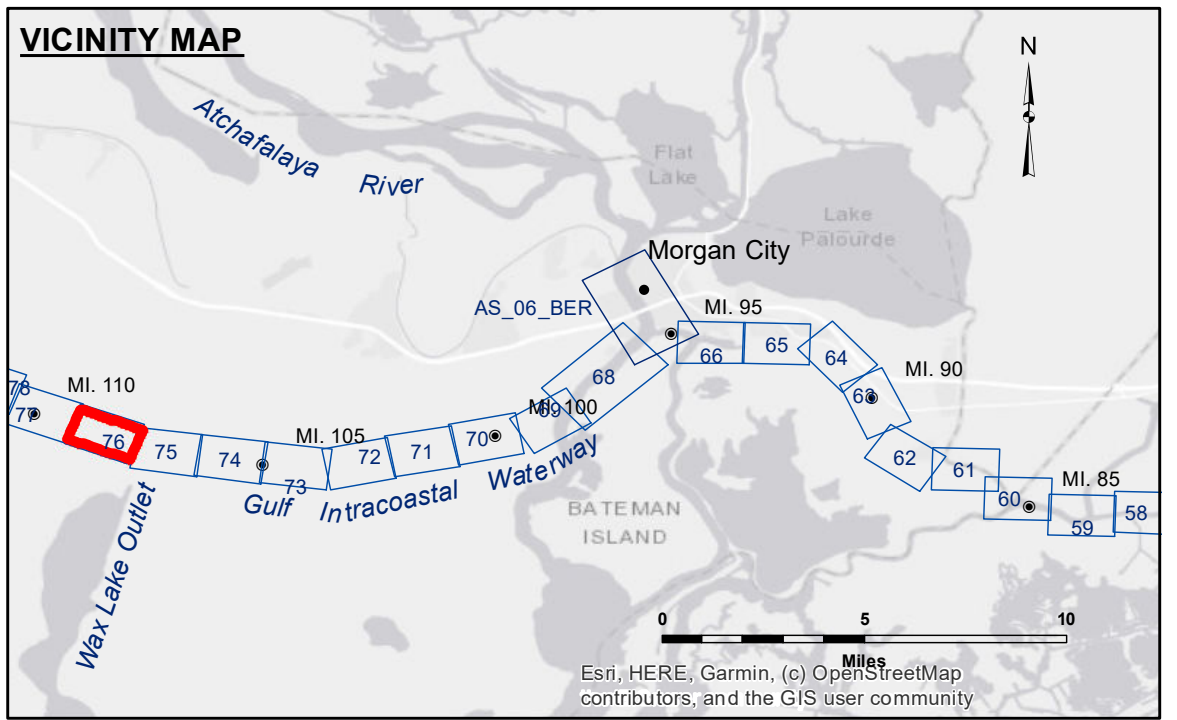 VICINITY MAP
N
Atchafalaya
River
Flat
Lake
Lake
Palourde
Morgan City
AS_06_BER
MI. 95
66
65
64
MI. 90
63
68
78
MI. 110
77
76
75
74
MI. 105
73
72
71
70
69
MI. 100
62
61
MI. 85
60
59
58
Gulf
Intracoastal
Waterway
Wax Lake Outlet
BATEMAN
ISLAND
0
5
10
Miles
Esri, HERE, Garmin, (c) OpenStreetMap
contributors, and the GIS user community